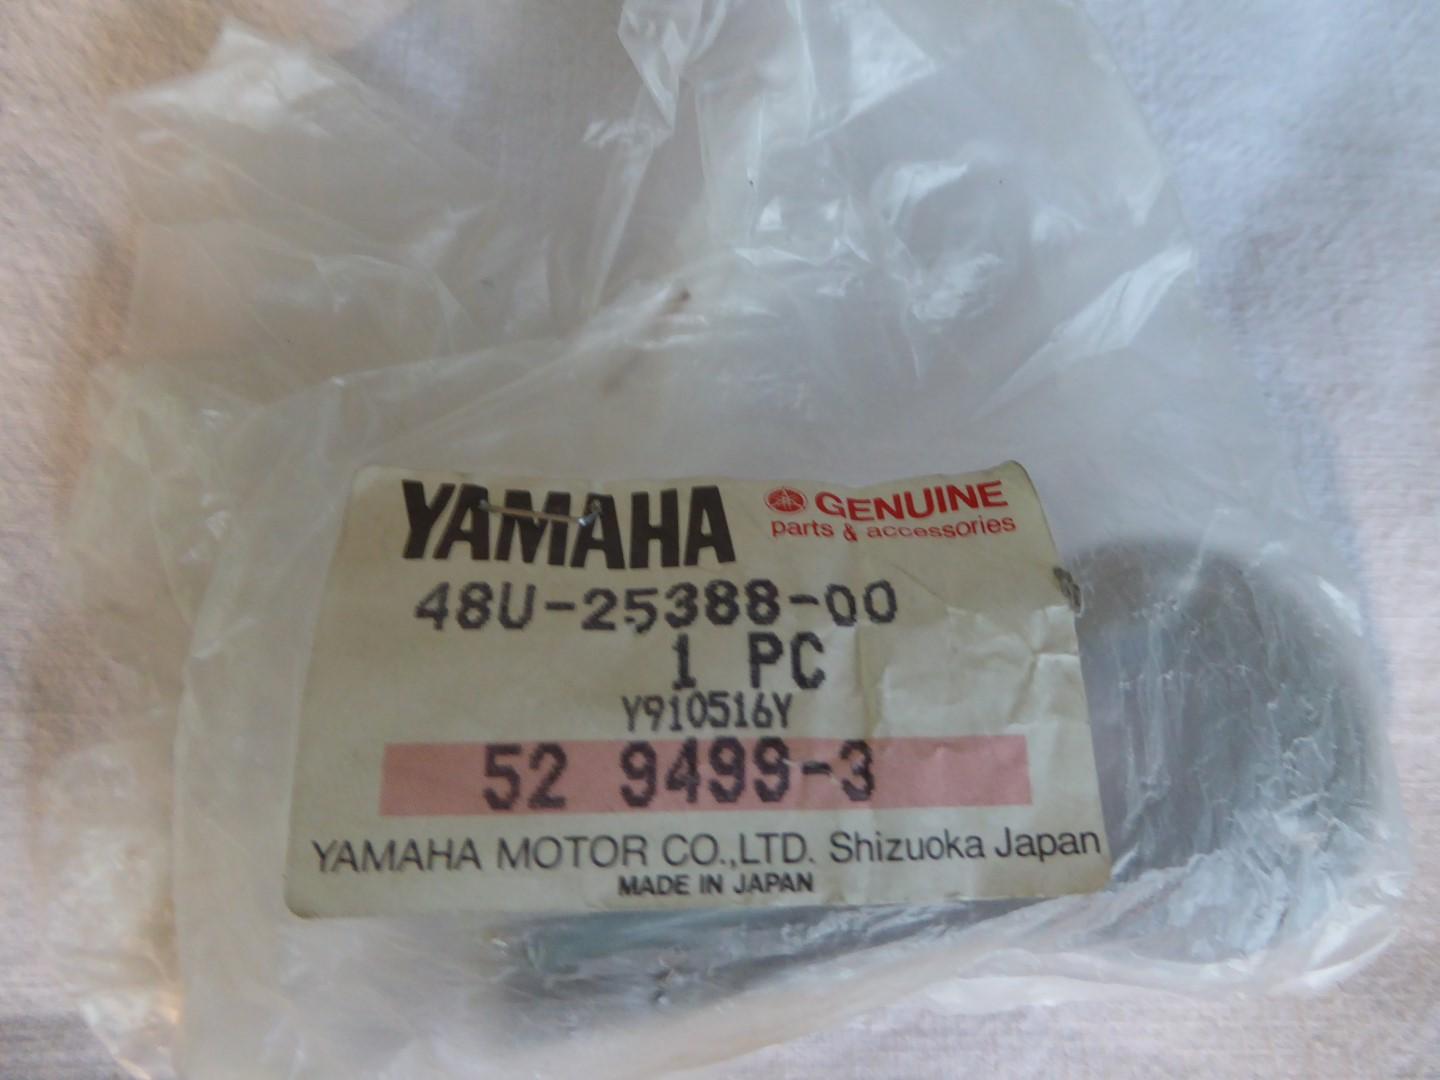 YAMAHA GENUINE
parts & accessories
48U-25388-00
1 PC
Y910516Y
52 9499-3
YAMAHA MOTOR CO.,LTD. Shizuoka Japan
MADE IN JAPAN